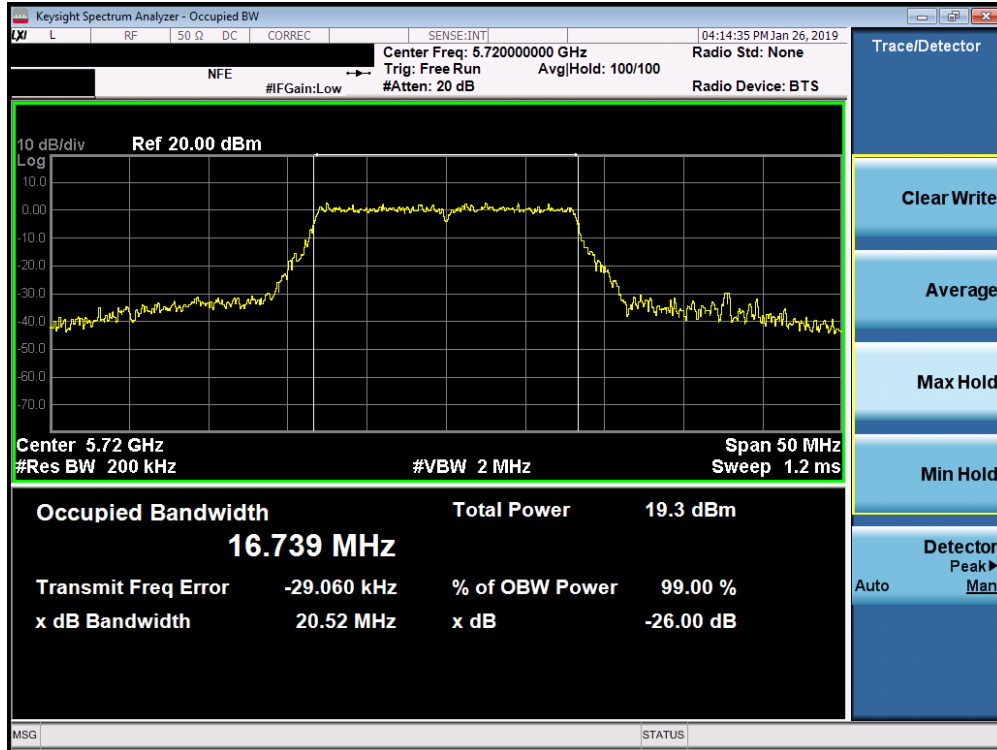 Keysight Spectrum Analyzer - Occupied BW
LXI L RF 50 Ω DC CORREC SENSE:INT 04:14:35 PM Jan 26, 2019
Center Freq: 5.720000000 GHz Radio Std: None
NFE Trig: Free Run Avg|Hold: 100/100
#IFGain:Low #Atten: 20 dB Radio Device: BTS
10 dB/div Ref 20.00 dBm
Log
10.0
0.00
-10.0
-20.0
-30.0
-40.0
-50.0
-60.0
-70.0
Center 5.72 GHz Span 50 MHz
#Res BW 200 kHz #VBW 2 MHz Sweep 1.2 ms
Occupied Bandwidth Total Power 19.3 dBm
16.739 MHz
Transmit Freq Error -29.060 kHz % of OBW Power 99.00 %
x dB Bandwidth 20.52 MHz x dB -26.00 dB
Trace/Detector
Clear Write
Average
Max Hold
Min Hold
Detector
Peak▶
Auto Man
MSG STATUS